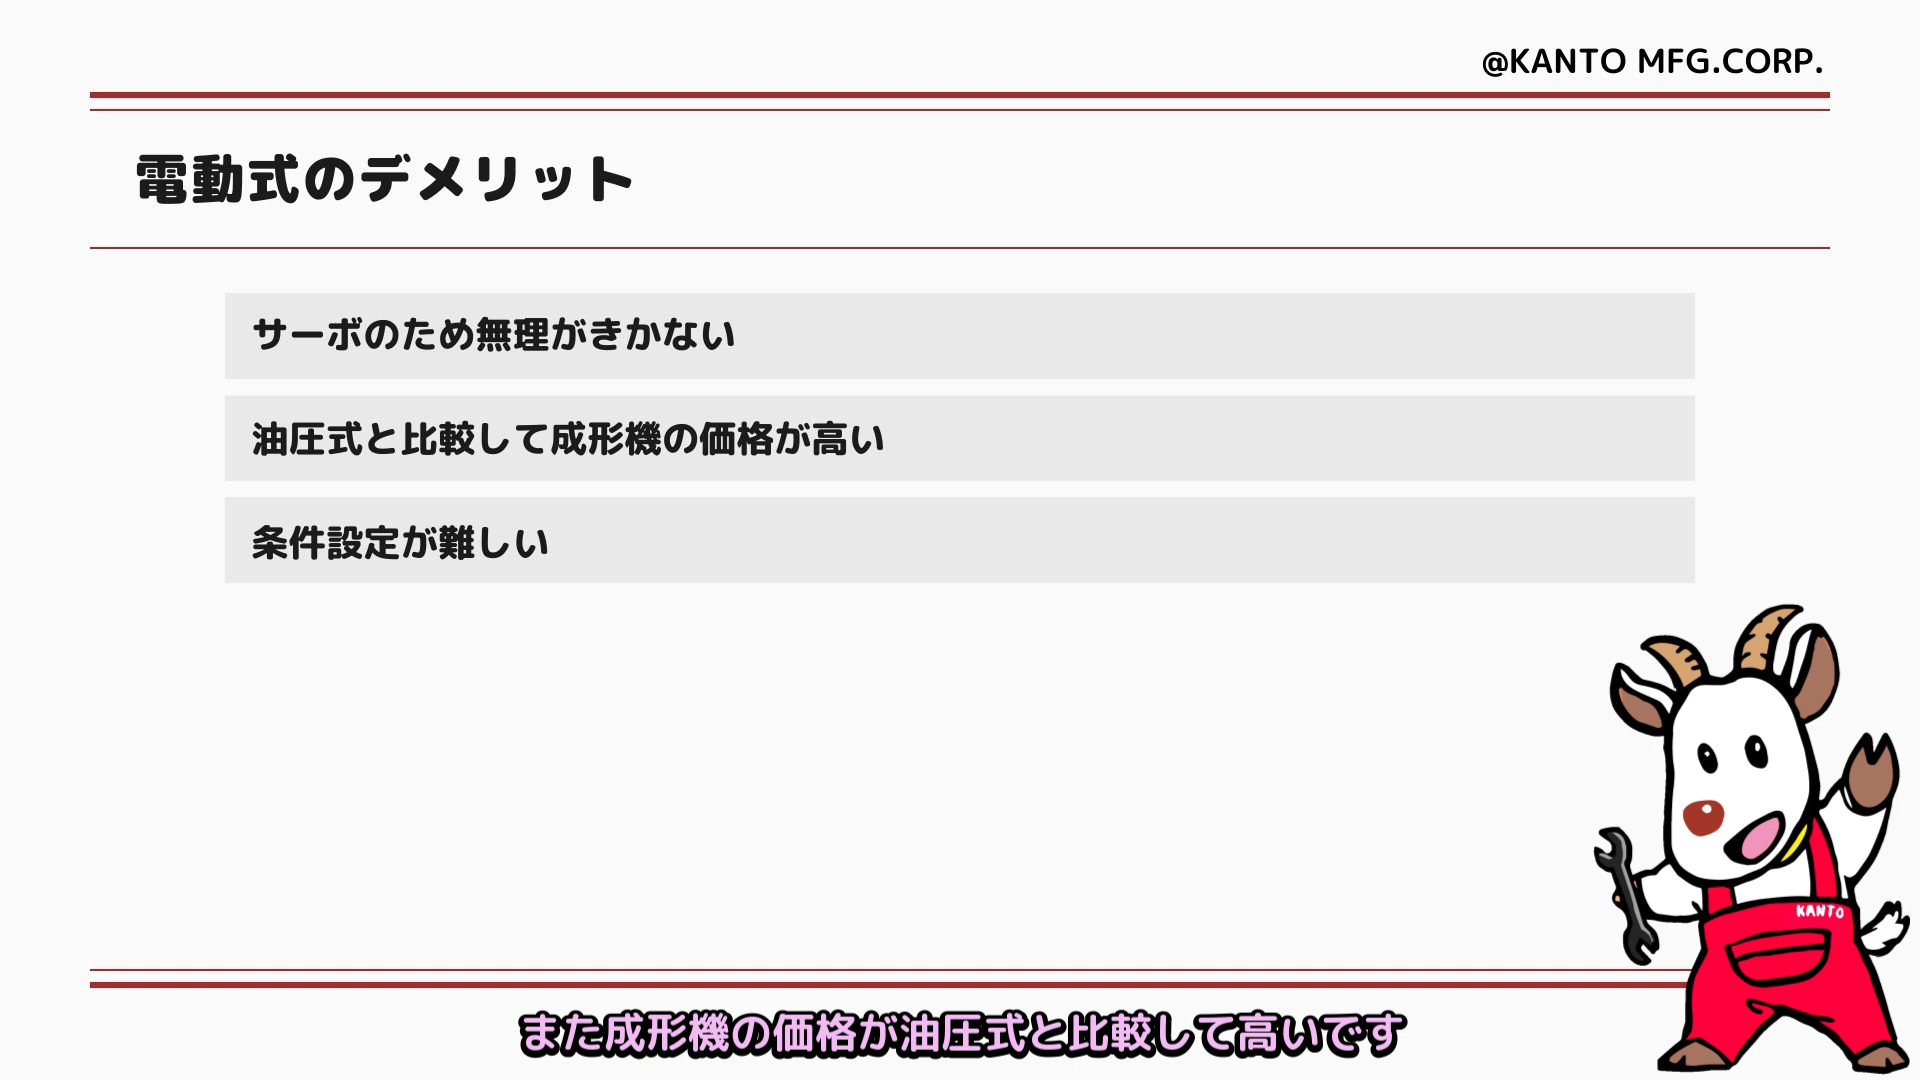 @KANTO MFG.CORP.
電動式のデメリット
サーボのため無理がきかない
油圧式と比較して成形機の価格が高い
条件設定が難しい
KANTO
また成形機の価格が油圧式と比較して高いです